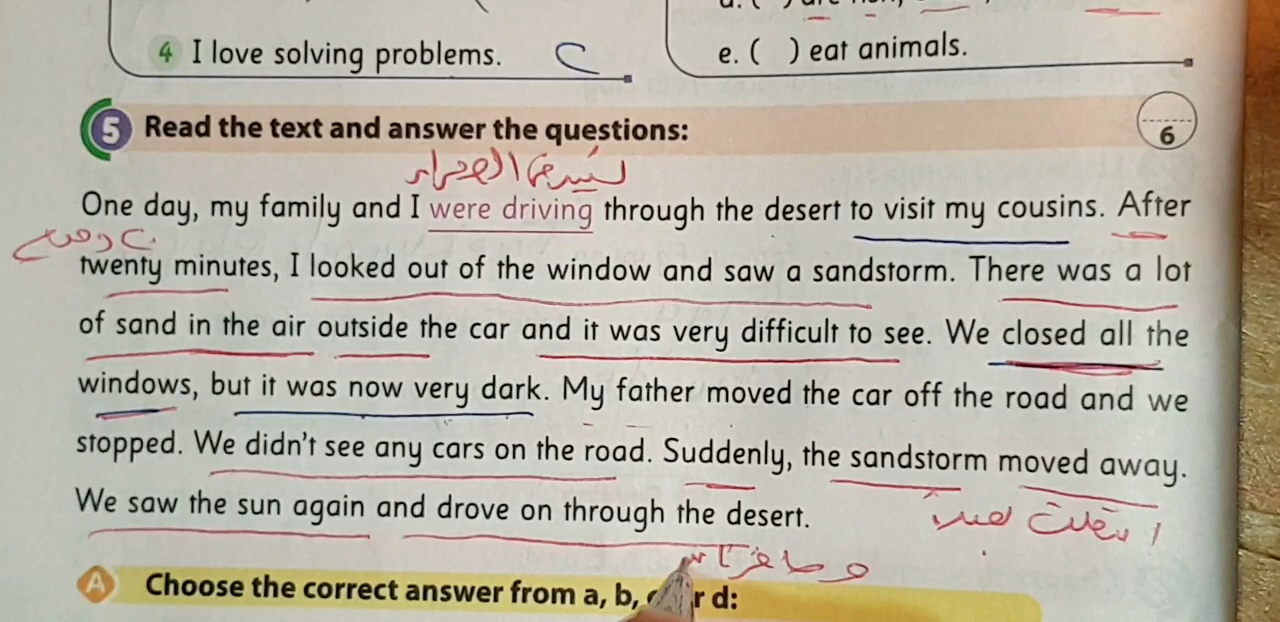 4 I love solving problems. C
e. ( ) eat animals.
5 Read the text and answer the questions:
6
One day, my family and I were driving through the desert to visit my cousins. After
twenty minutes, I looked out of the window and saw a sandstorm. There was a lot
of sand in the air outside the car and it was very difficult to see. We closed all the
windows, but it was now very dark. My father moved the car off the road and we
stopped. We didn't see any cars on the road. Suddenly, the sandstorm moved away.
We saw the sun again and drove on through the desert.
A Choose the correct answer from a, b, r d: